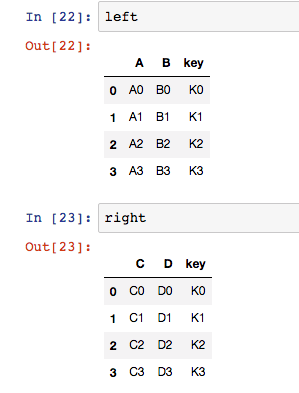 In [22]: left
Out[22]:
A B key
0 A0 B0 K0
1 A1 B1 K1
2 A2 B2 K2
3 A3 B3 K3
In [23]: right
Out[23]:
C D key
0 C0 D0 K0
1 C1 D1 K1
2 C2 D2 K2
3 C3 D3 K3